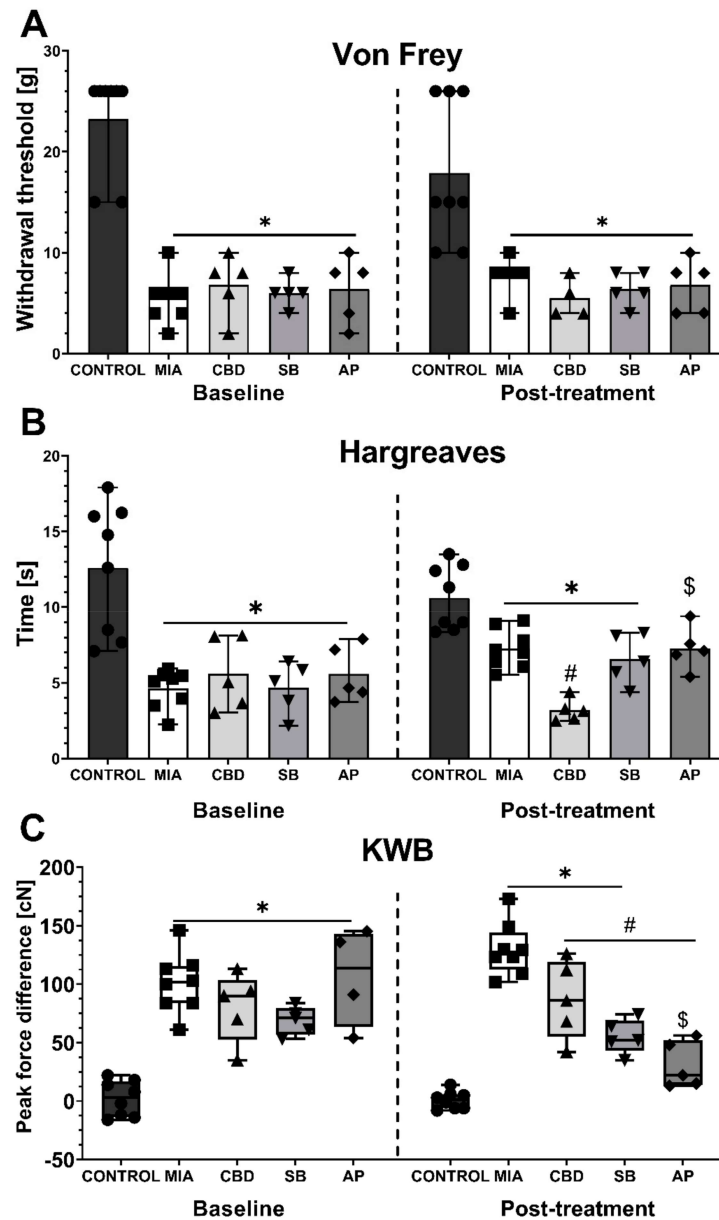 A
Von Frey
Withdrawal threshold [g]
30
20
10
0
*
*
CONTROL MIA CBD SB AP
CONTROL MIA CBD SB AP
Baseline
Post-treatment
B
Hargreaves
Time [s]
20
15
10
5
0
*
*
#
$
CONTROL MIA CBD SB AP
CONTROL MIA CBD SB AP
Baseline
Post-treatment
C
KWB
Peak force difference [cN]
200
150
100
50
0
-50
*
*
#
$
CONTROL MIA CBD SB AP
CONTROL MIA CBD SB AP
Baseline
Post-treatment